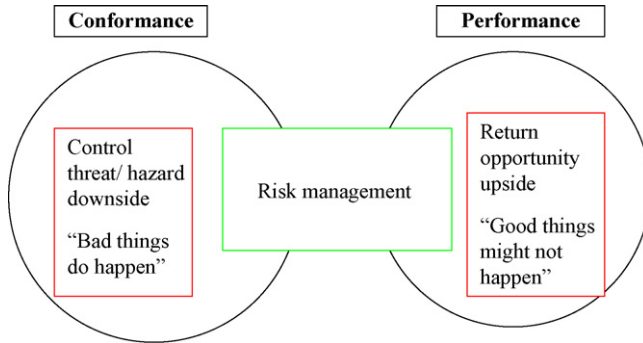 Conformance
Performance
Control
threat/ hazard
downside
“Bad things
do happen”
Risk management
Return
opportunity
upside
“Good things
might not
happen”